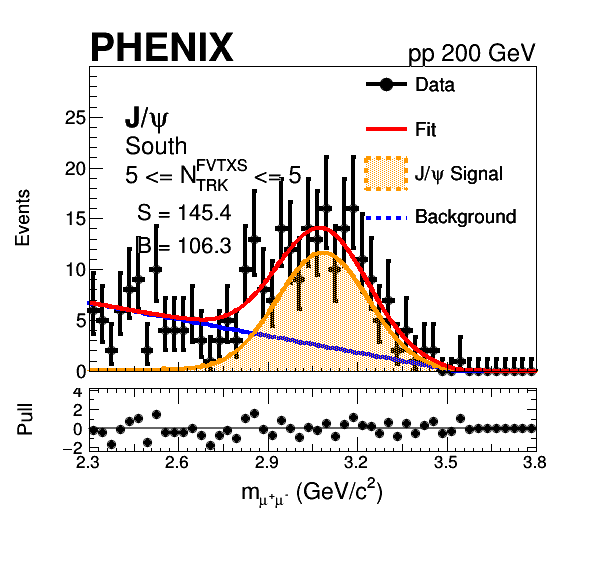 PHENIX pp 200 GeV
Data
J/ψ
Fit
South
5 <= N_TRK^FVTXS <= 5
J/ψ Signal
S = 145.4
Background
B = 106.3
Events
25
20
15
10
5
0
Pull
4
2
0
−2
2.3 2.6 2.9 3.2 3.5 3.8
m_μ⁺μ⁻ (GeV/c²)